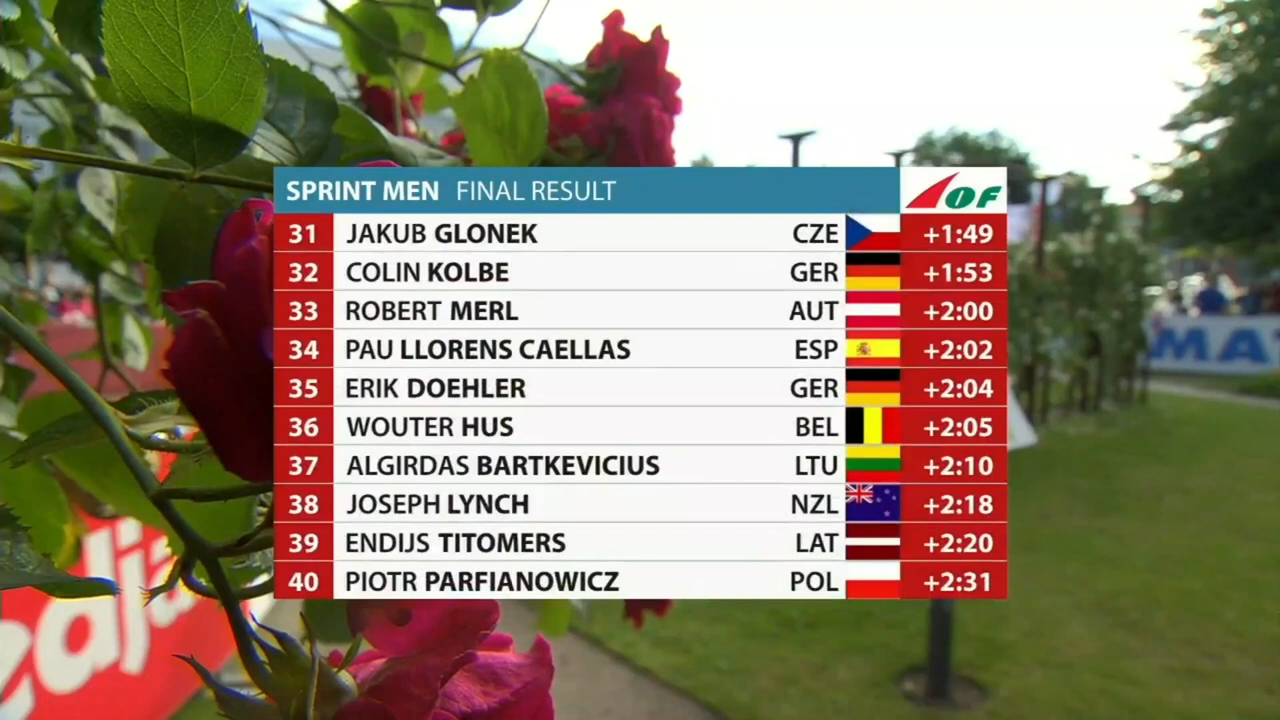 SPRINT MEN FINAL RESULT IOF
31 JAKUB GLONEK CZE +1:49
32 COLIN KOLBE GER +1:53
33 ROBERT MERL AUT +2:00
34 PAU LLORENS CAELLAS ESP +2:02
35 ERIK DOEHLER GER +2:04
36 WOUTER HUS BEL +2:05
37 ALGIRDAS BARTKEVICIUS LTU +2:10
38 JOSEPH LYNCH NZL +2:18
39 ENDIJS TITOMERS LAT +2:20
40 PIOTR PARFIANOWICZ POL +2:31